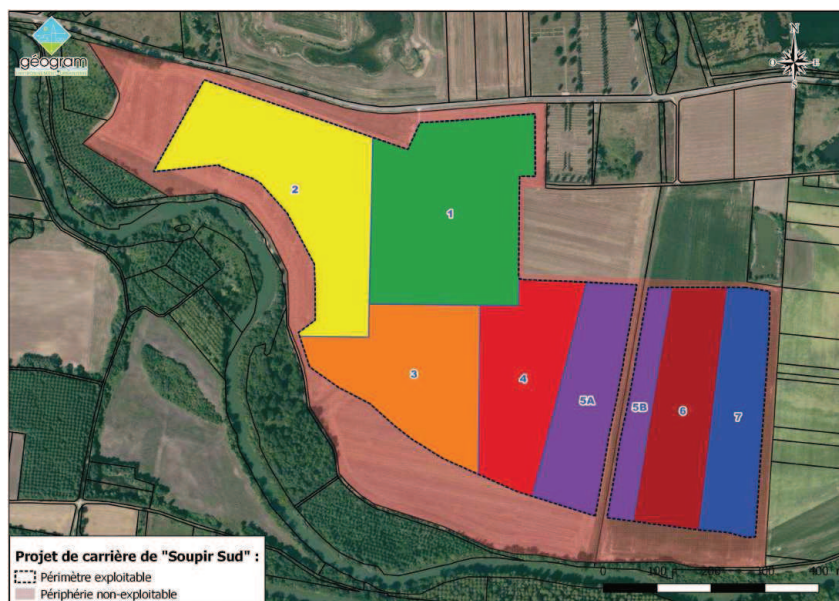 géogram
O
E
2
1
3
4
5A
5B
6
7
Projet de carrière de "Soupir Sud" :
Périmètre exploitable
Périphérie non-exploitable
0 100